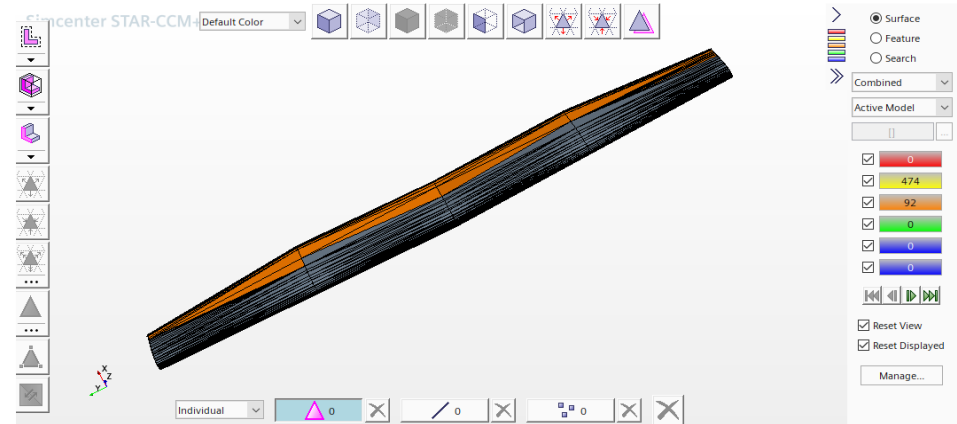 Simcenter STAR-CCM+
Default Color
Surface
Feature
Search
Combined
Active Model
[]
...
0
474
92
0
0
0
Reset View
Reset Displayed
Manage...
X
Z
Y
Individual
0
0
0